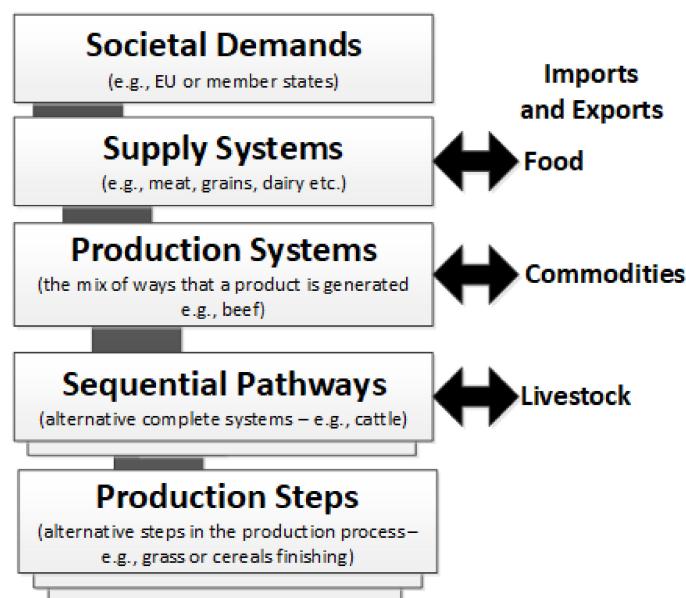 Societal Demands
(e.g., EU or member states)
Imports
and Exports
Supply Systems
(e.g., meat, grains, dairy etc.)
Food
Production Systems
(the mix of ways that a product is generated
e.g., beef)
Commodities
Sequential Pathways
(alternative complete systems – e.g., cattle)
Livestock
Production Steps
(alternative steps in the production process–
e.g., grass or cereals finishing)